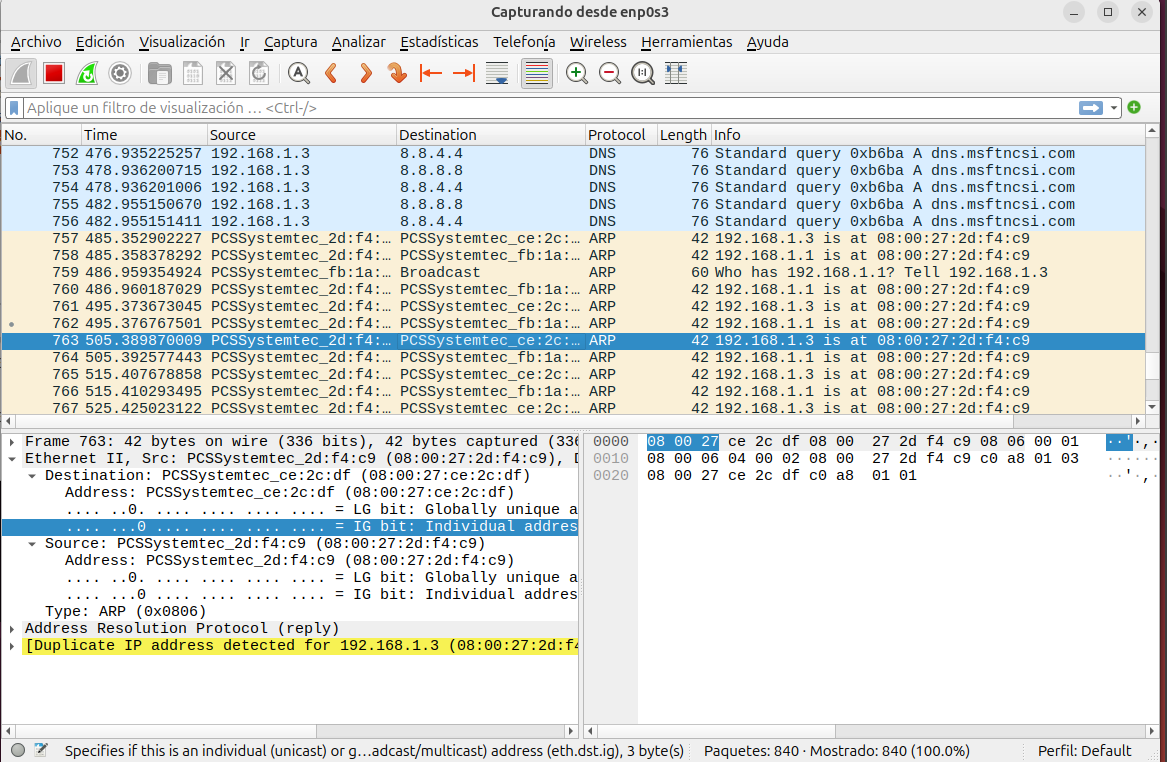 Capturando desde enp0s3
Archivo Edición Visualización Ir Captura Analizar Estadísticas Telefonía Wireless Herramientas Ayuda
Aplique un filtro de visualización … <Ctrl-/>
No. Time Source Destination Protocol Length Info
752 476.935225257 192.168.1.3 8.8.4.4 DNS 76 Standard query 0xb6ba A dns.msftncsi.com
753 478.936200715 192.168.1.3 8.8.8.8 DNS 76 Standard query 0xb6ba A dns.msftncsi.com
754 478.936201006 192.168.1.3 8.8.4.4 DNS 76 Standard query 0xb6ba A dns.msftncsi.com
755 482.955150670 192.168.1.3 8.8.8.8 DNS 76 Standard query 0xb6ba A dns.msftncsi.com
756 482.955151411 192.168.1.3 8.8.4.4 DNS 76 Standard query 0xb6ba A dns.msftncsi.com
757 485.352902227 PCSSystemtec_2d:f4:… PCSSystemtec_ce:2c:… ARP 42 192.168.1.3 is at 08:00:27:2d:f4:c9
758 485.358378292 PCSSystemtec_2d:f4:… PCSSystemtec_fb:1a:… ARP 42 192.168.1.1 is at 08:00:27:2d:f4:c9
759 486.959354924 PCSSystemtec_fb:1a:… Broadcast ARP 60 Who has 192.168.1.1? Tell 192.168.1.3
760 486.960187029 PCSSystemtec_2d:f4:… PCSSystemtec_fb:1a:… ARP 42 192.168.1.1 is at 08:00:27:2d:f4:c9
761 495.373673045 PCSSystemtec_2d:f4:… PCSSystemtec_ce:2c:… ARP 42 192.168.1.3 is at 08:00:27:2d:f4:c9
762 495.376767501 PCSSystemtec_2d:f4:… PCSSystemtec_fb:1a:… ARP 42 192.168.1.1 is at 08:00:27:2d:f4:c9
763 505.389870009 PCSSystemtec_2d:f4:… PCSSystemtec_ce:2c:… ARP 42 192.168.1.3 is at 08:00:27:2d:f4:c9
764 505.392577443 PCSSystemtec_2d:f4:… PCSSystemtec_fb:1a:… ARP 42 192.168.1.1 is at 08:00:27:2d:f4:c9
765 515.407678858 PCSSystemtec_2d:f4:… PCSSystemtec_ce:2c:… ARP 42 192.168.1.3 is at 08:00:27:2d:f4:c9
766 515.410293495 PCSSystemtec_2d:f4:… PCSSystemtec_fb:1a:… ARP 42 192.168.1.1 is at 08:00:27:2d:f4:c9
767 525.425023122 PCSSystemtec_2d:f4:… PCSSystemtec_ce:2c:… ARP 42 192.168.1.3 is at 08:00:27:2d:f4:c9
Frame 763: 42 bytes on wire (336 bits), 42 bytes captured (336
Ethernet II, Src: PCSSystemtec_2d:f4:c9 (08:00:27:2d:f4:c9), D
Destination: PCSSystemtec_ce:2c:df (08:00:27:ce:2c:df)
Address: PCSSystemtec_ce:2c:df (08:00:27:ce:2c:df)
.... ..0. .... .... .... .... = LG bit: Globally unique a
.... ...0 .... .... .... .... = IG bit: Individual addres
Source: PCSSystemtec_2d:f4:c9 (08:00:27:2d:f4:c9)
Address: PCSSystemtec_2d:f4:c9 (08:00:27:2d:f4:c9)
.... ..0. .... .... .... .... = LG bit: Globally unique a
.... ...0 .... .... .... .... = IG bit: Individual addres
Type: ARP (0x0806)
Address Resolution Protocol (reply)
[Duplicate IP address detected for 192.168.1.3 (08:00:27:2d:f4
0000 08 00 27 ce 2c df 08 00 27 2d f4 c9 08 06 00 01 ··'·,·
0010 08 00 06 04 00 02 08 00 27 2d f4 c9 c0 a8 01 03 ······
0020 08 00 27 ce 2c df c0 a8 01 01 ··'·,·
Specifies if this is an individual (unicast) or g…adcast/multicast) address (eth.dst.ig), 3 byte(s) Paquetes: 840 · Mostrado: 840 (100.0%) Perfil: Default